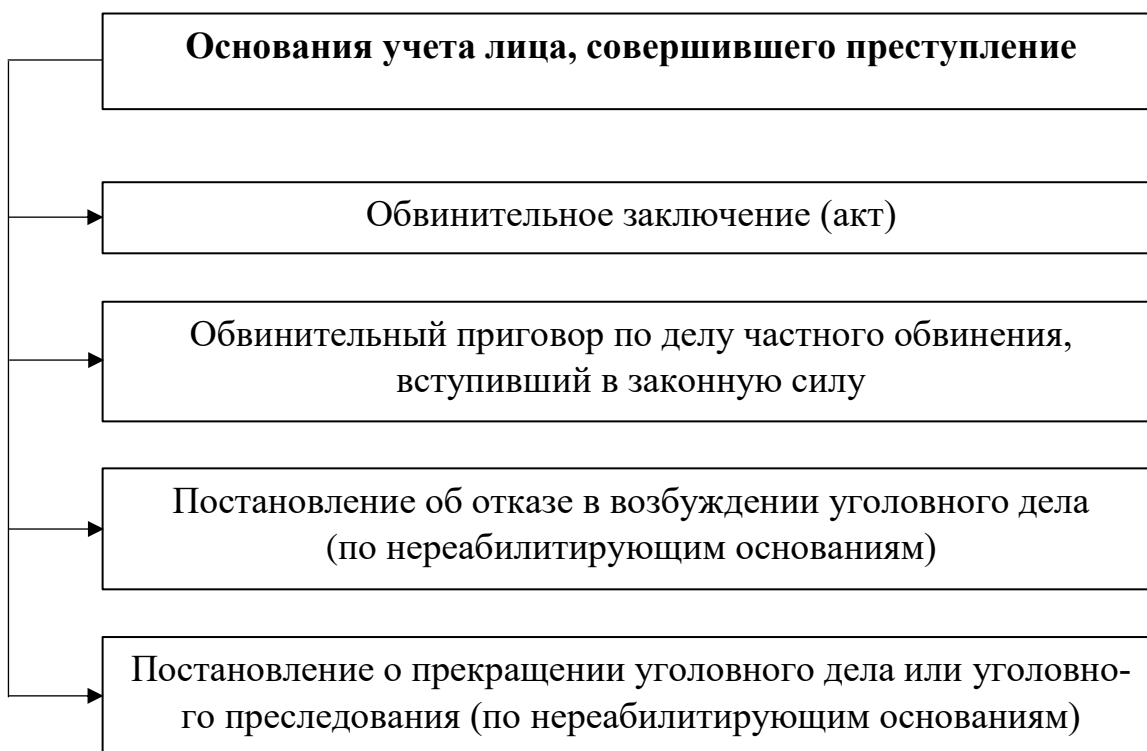 Основания учета лица, совершившего преступление
Обвинительное заключение (акт)
Обвинительный приговор по делу частного обвинения,
вступивший в законную силу
Постановление об отказе в возбуждении уголовного дела
(по нереабилитирующим основаниям)
Постановление о прекращении уголовного дела или уголовно-
го преследования (по нереабилитирующим основаниям)